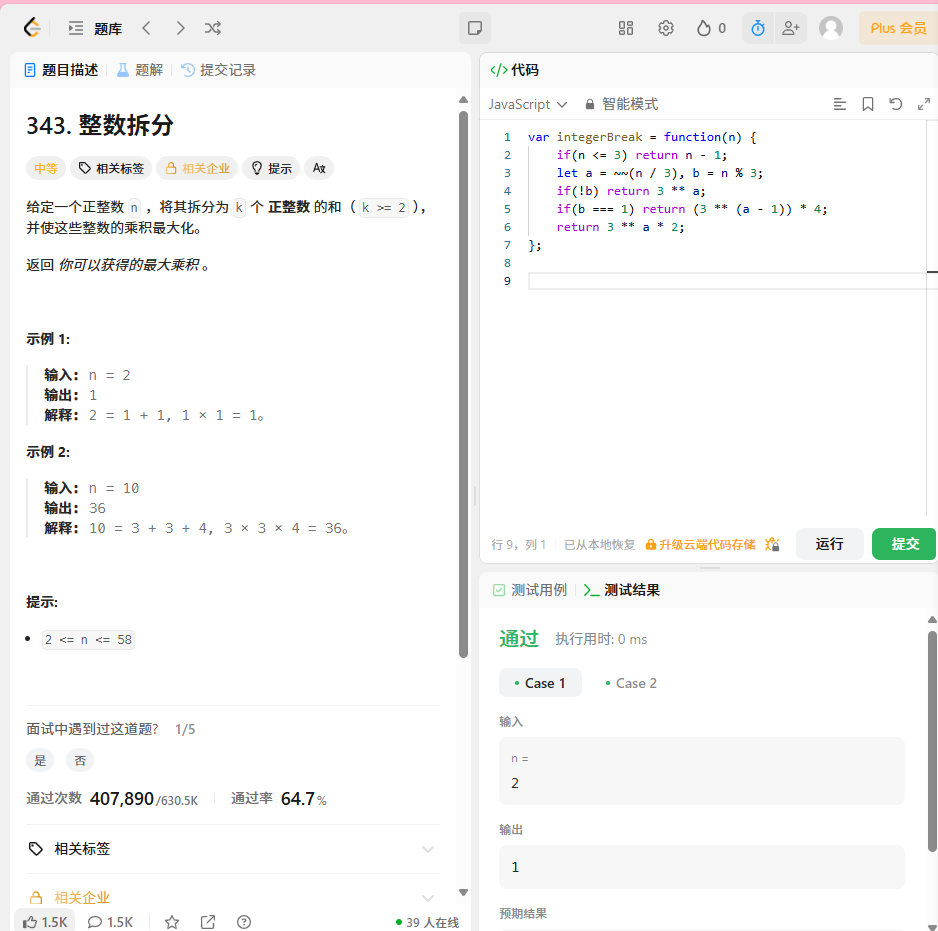 题库
0
Plus 会员
题目描述
题解
提交记录
343. 整数拆分
中等
相关标签
相关企业
提示
给定一个正整数 n ，将其拆分为 k 个 正整数 的和（ k >= 2 ），
并使这些整数的乘积最大化。
返回 你可以获得的最大乘积 。
示例 1:
输入: n = 2
输出: 1
解释: 2 = 1 + 1, 1 × 1 = 1。
示例 2:
输入: n = 10
输出: 36
解释: 10 = 3 + 3 + 4, 3 × 3 × 4 = 36。
提示:
2 <= n <= 58
面试中遇到过这道题? 1/5
是
否
通过次数 407,890/630.5K
通过率 64.7%
相关标签
相关企业
1.5K
1.5K
39 人在线
</> 代码
JavaScript
智能模式
1 var integerBreak = function(n) {
2     if(n <= 3) return n - 1;
3     let a = ~~(n / 3), b = n % 3;
4     if(!b) return 3 ** a;
5     if(b === 1) return (3 ** (a - 1)) * 4;
6     return 3 ** a * 2;
7 };
8
9
行 9，列 1
已从本地恢复
升级云端代码存储
运行
提交
测试用例
测试结果
通过
执行用时: 0 ms
Case 1
Case 2
输入
n =
2
输出
1
预期结果